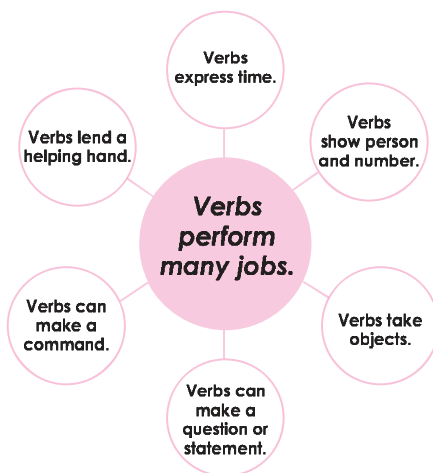 Verbs
express time.
Verbs
show person
and number.
Verbs lend a
helping hand.
Verbs
perform
many jobs.
Verbs can
make a
command.
Verbs take
objects.
Verbs can
make a
question or
statement.